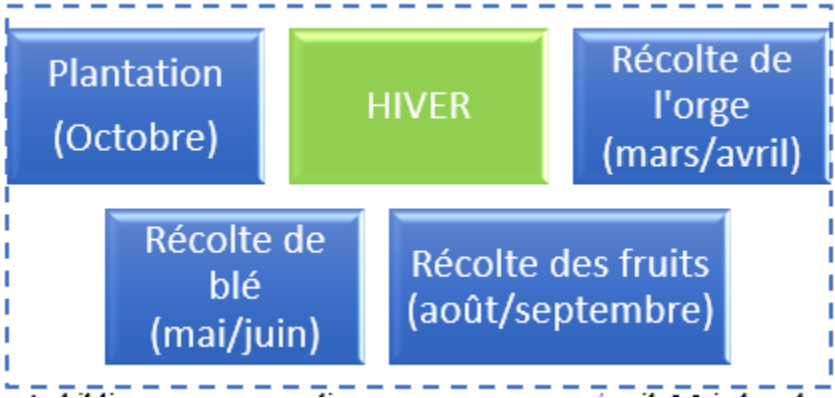 Plantation
(Octobre)
HIVER
Récolte de
l'orge
(mars/avril)
Récolte de
blé
(mai/juin)
Récolte des fruits
(août/septembre)